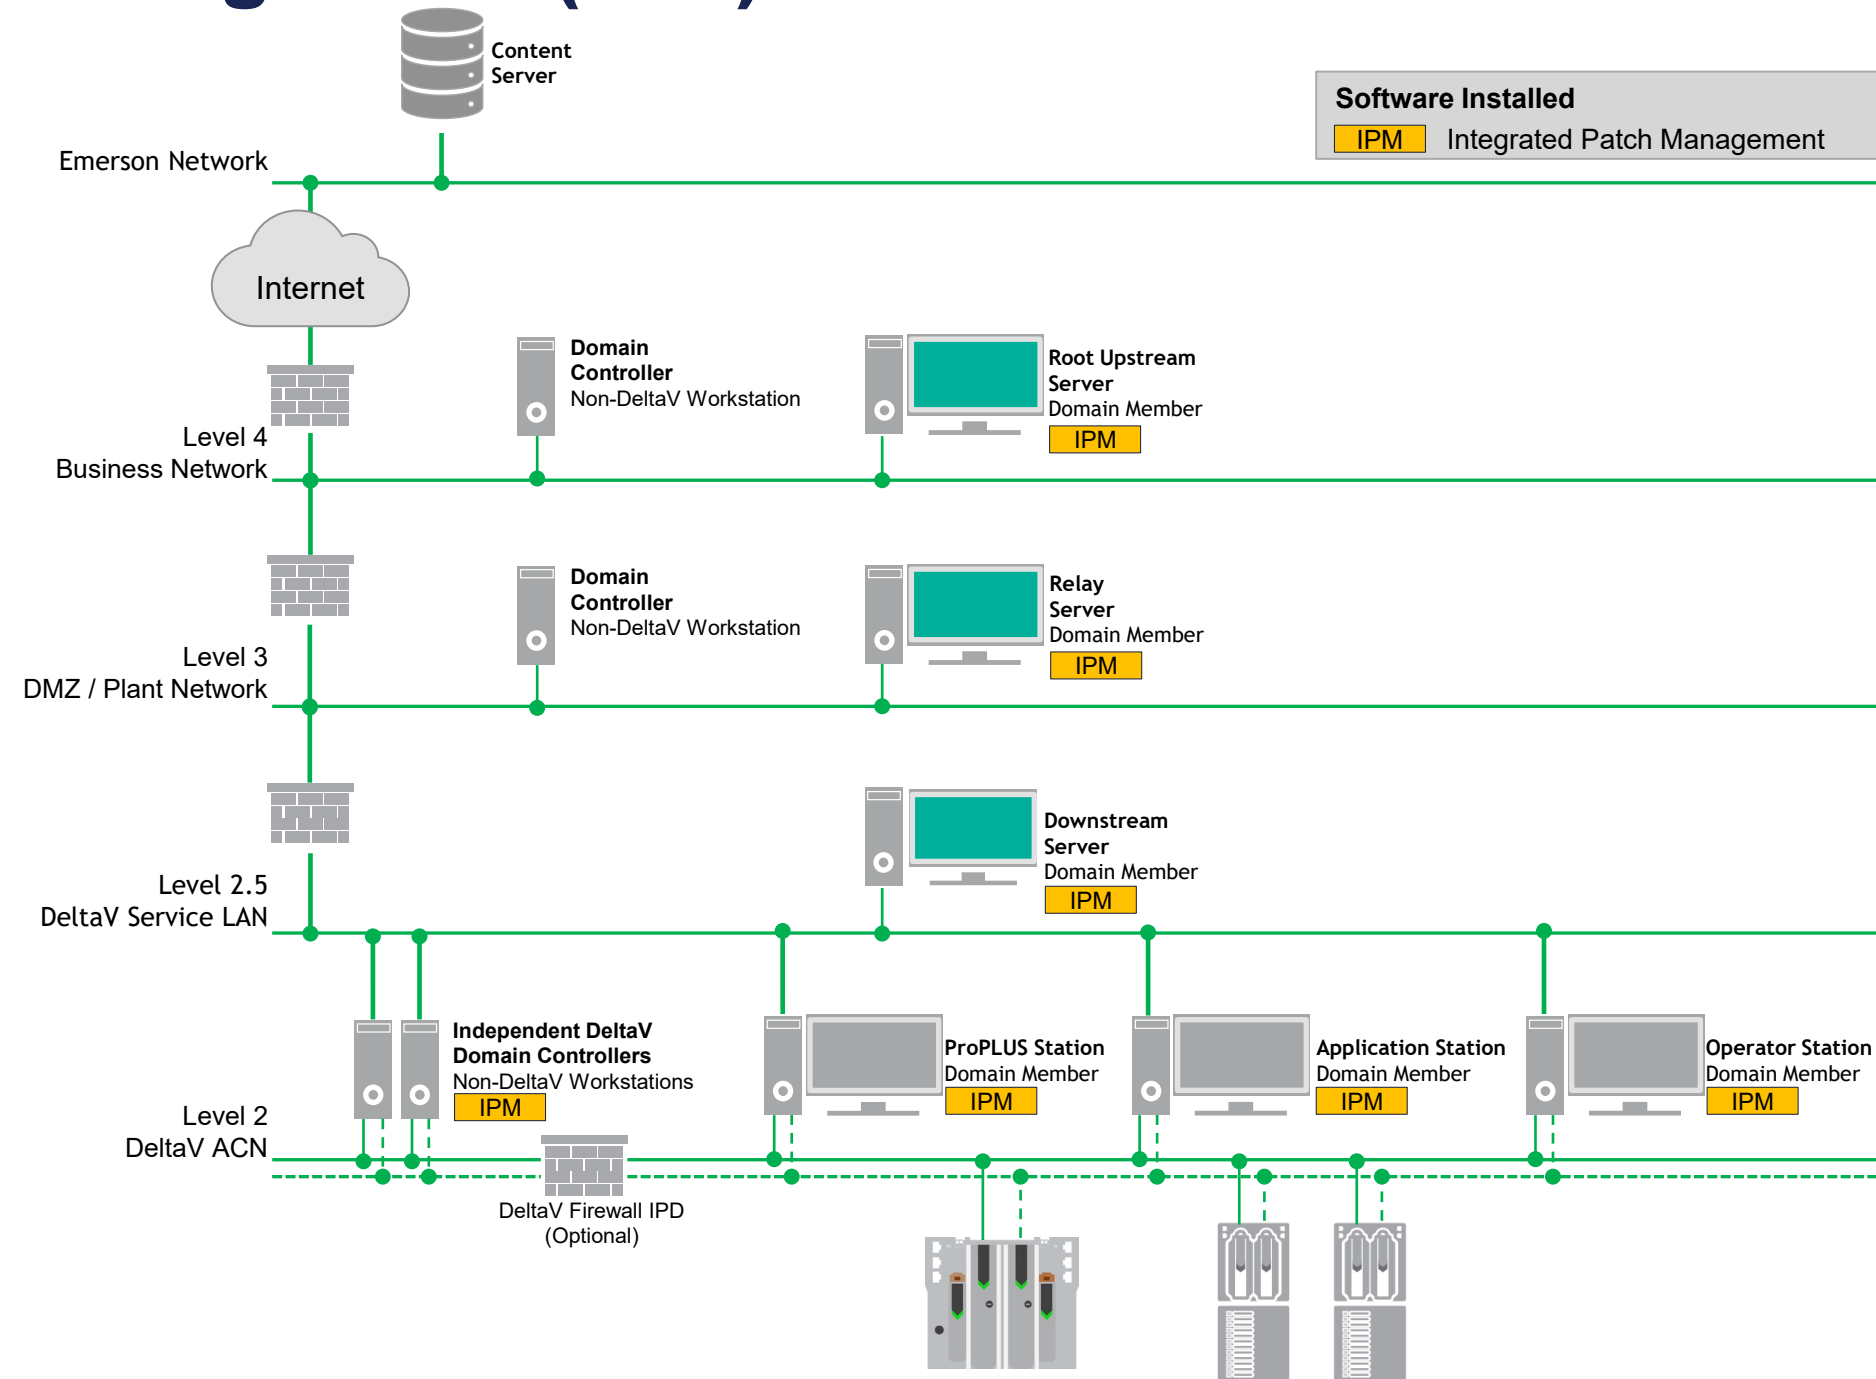 Content
Server
Software Installed
IPM Integrated Patch Management
Emerson Network
Internet
Domain
Controller
Non-DeltaV Workstation
Root Upstream
Server
Domain Member
IPM
Level 4
Business Network
Domain
Controller
Non-DeltaV Workstation
Relay
Server
Domain Member
IPM
Level 3
DMZ / Plant Network
Downstream
Server
Domain Member
IPM
Level 2.5
DeltaV Service LAN
Independent DeltaV
Domain Controllers
Non-DeltaV Workstations
IPM
ProPLUS Station
Domain Member
IPM
Application Station
Domain Member
IPM
Operator Station
Domain Member
IPM
Level 2
DeltaV ACN
DeltaV Firewall IPD
(Optional)